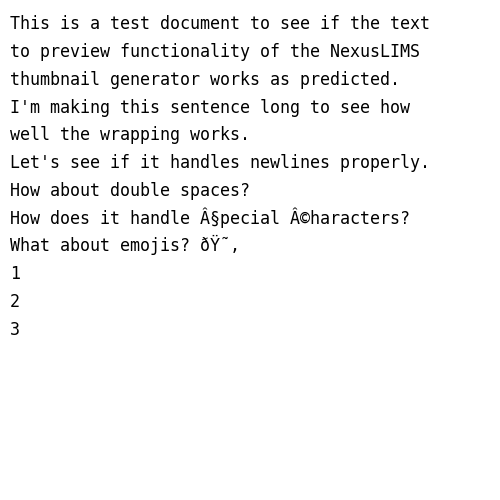 This is a test document to see if the text
to preview functionality of the NexusLIMS
thumbnail generator works as predicted.
I'm making this sentence long to see how
well the wrapping works.
Let's see if it handles newlines properly.
How about double spaces?
How does it handle Â§pecial Â©haracters?
What about emojis? ðŸ˜‚
1
2
3